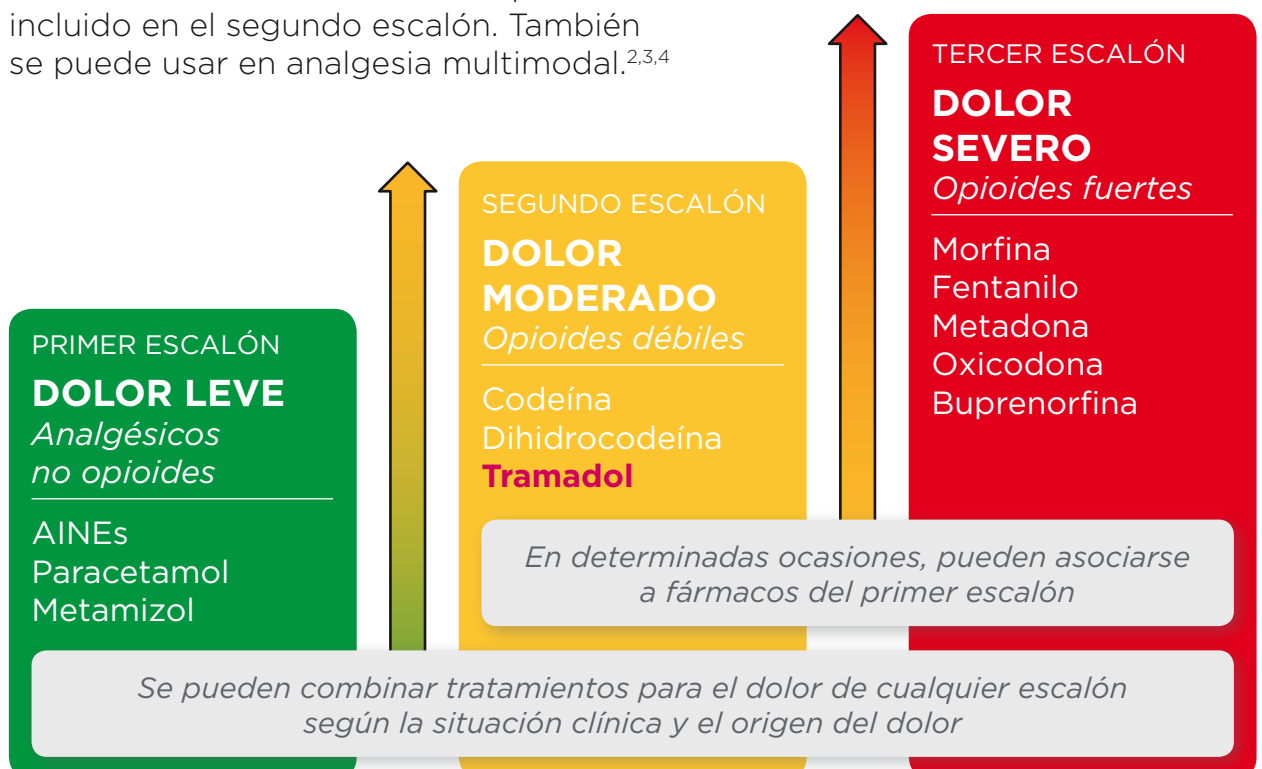 incluido en el segundo escalón. También
se puede usar en analgesia multimodal.2,3,4
PRIMER ESCALÓN
DOLOR LEVE
Analgésicos
no opioides
AINEs
Paracetamol
Metamizol
SEGUNDO ESCALÓN
DOLOR
MODERADO
Opioides débiles
Codeína
Dihidrocodeína
Tramadol
TERCER ESCALÓN
DOLOR
SEVERO
Opioides fuertes
Morfina
Fentanilo
Metadona
Oxicodona
Buprenorfina
En determinadas ocasiones, pueden asociarse
a fármacos del primer escalón
Se pueden combinar tratamientos para el dolor de cualquier escalón
según la situación clínica y el origen del dolor